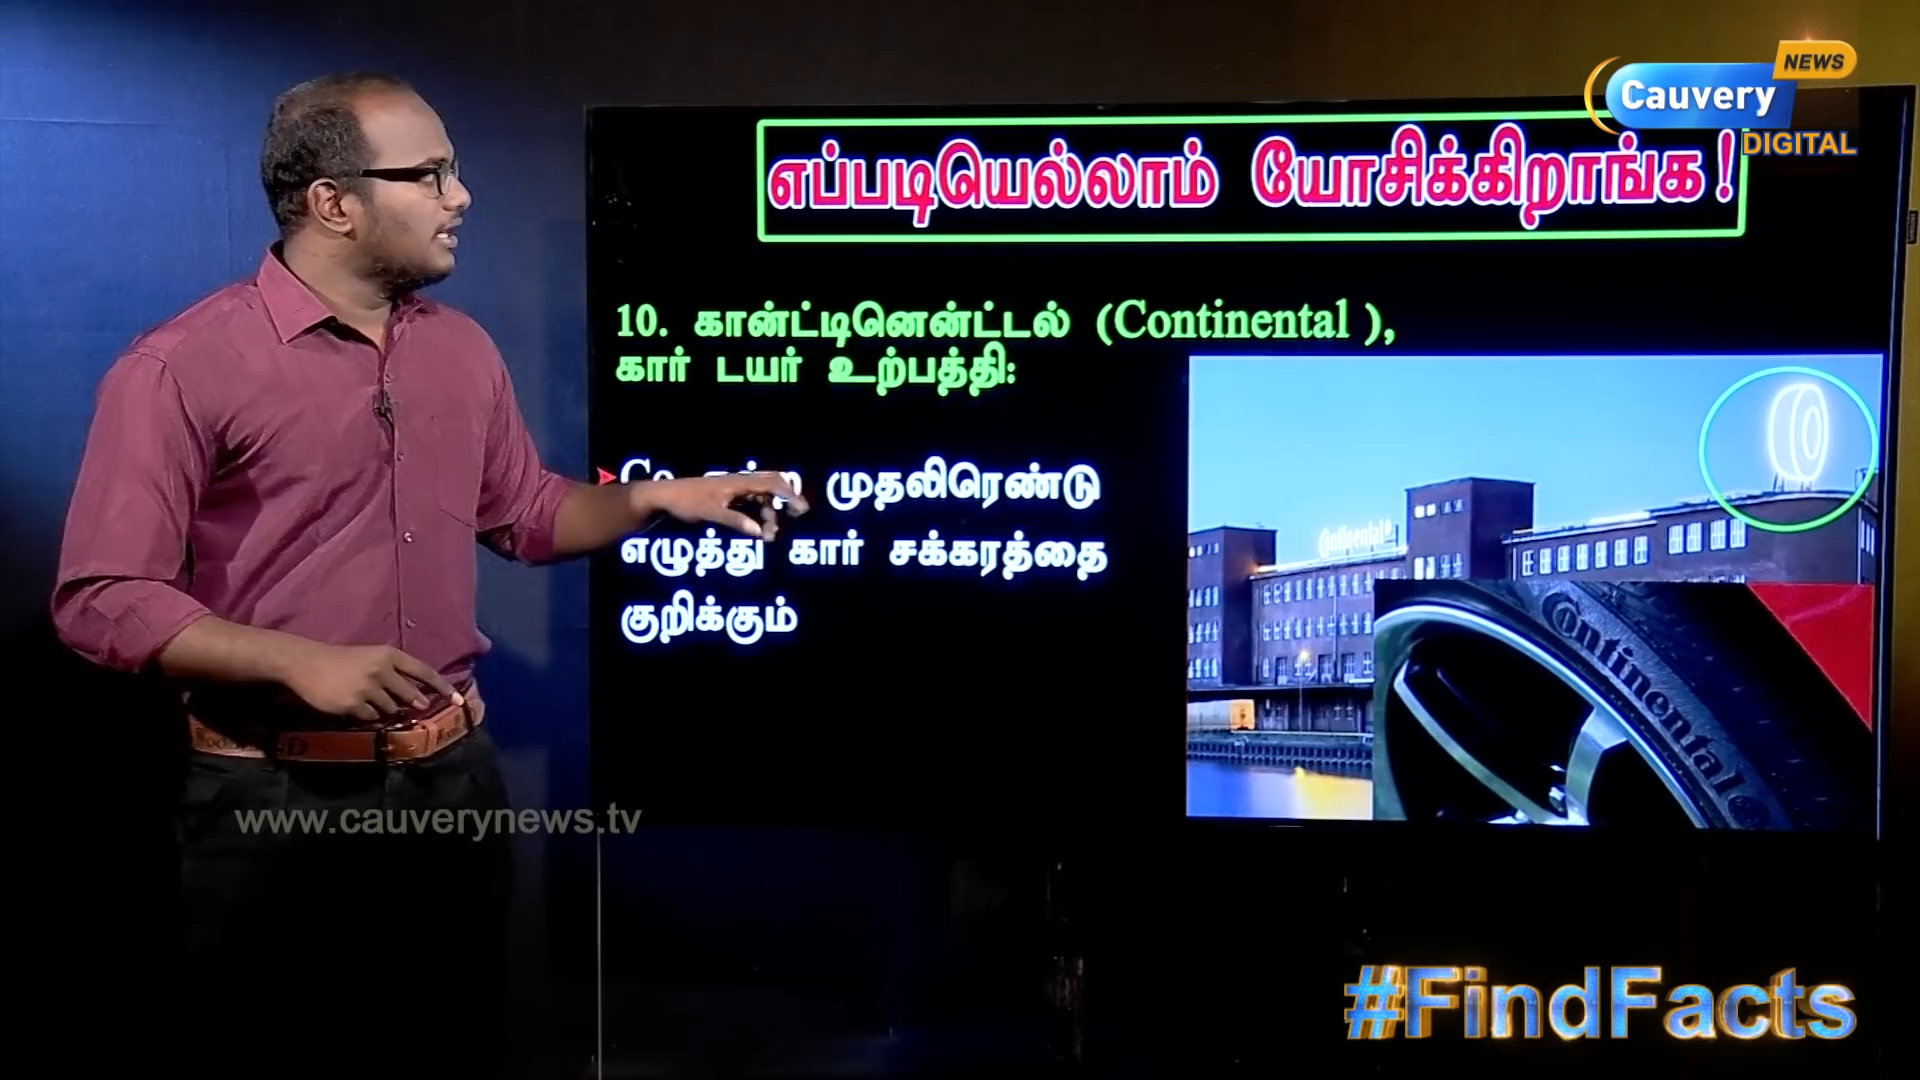 NEWS
Cauvery
DIGITAL
எப்படியெல்லாம் யோசிக்கிறாங்க!
10. கான்ட்டினென்ட்டல் (Continental ),
கார் டயர் உற்பத்தி:
முதலிரெண்டு
எழுத்து கார் சக்கரத்தை
குறிக்கும்
Continental
Continental
www.cauverynews.tv
#FindFacts